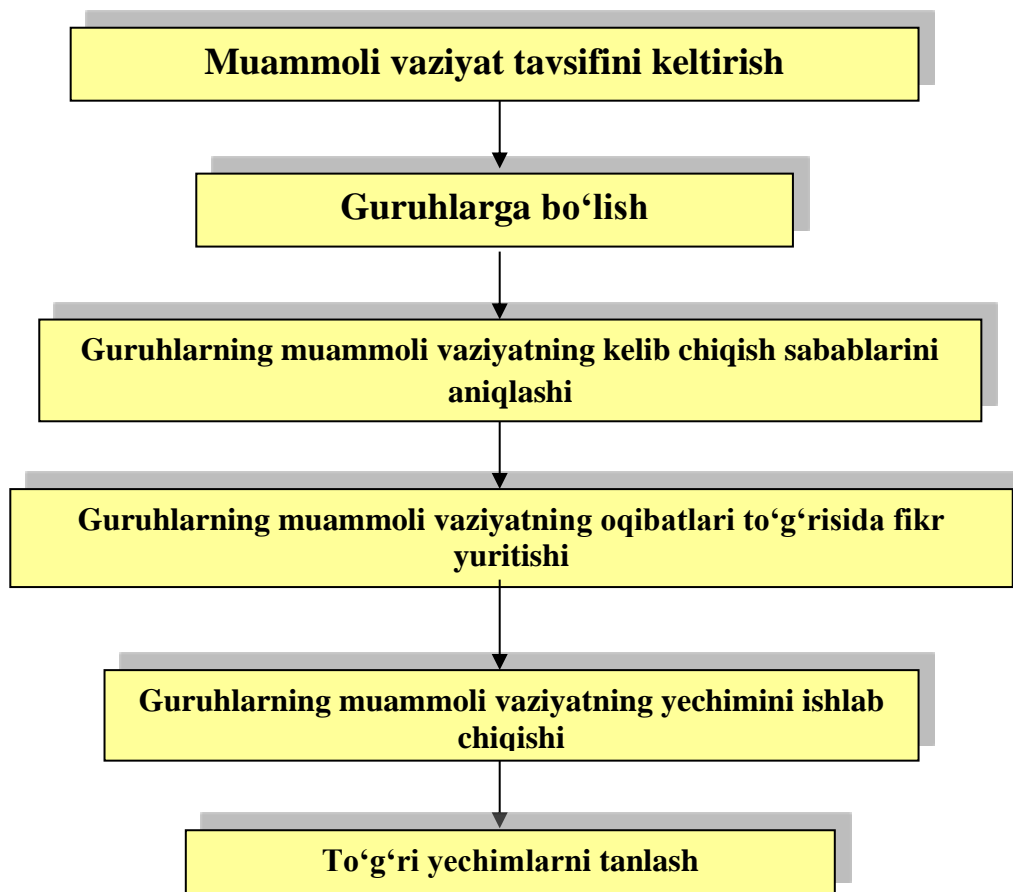 Muammoli vaziyat tavsifini keltirish
Guruhlarga bo‘lish
Guruhlarning muammoli vaziyatning kelib chiqish sabablarini
aniqlashi
Guruhlarning muammoli vaziyatning oqibatlari to‘g‘risida fikr
yuritishi
Guruhlarning muammoli vaziyatning yechimini ishlab
chiqishi
To‘g‘ri yechimlarni tanlash